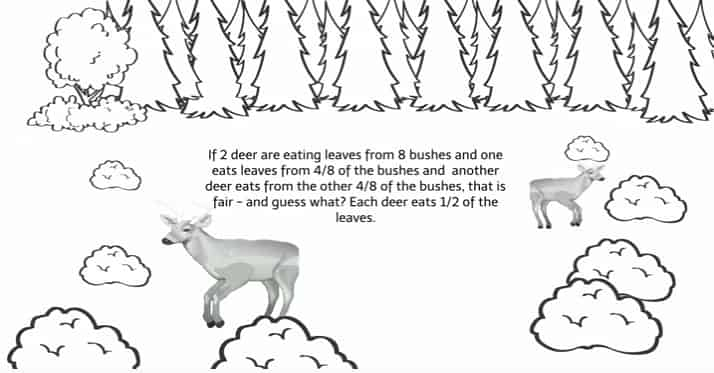 If 2 deer are eating leaves from 8 bushes and one
eats leaves from 4/8 of the bushes and  another
deer eats from the other 4/8 of the bushes, that is
fair – and guess what? Each deer eats 1/2 of the
leaves.